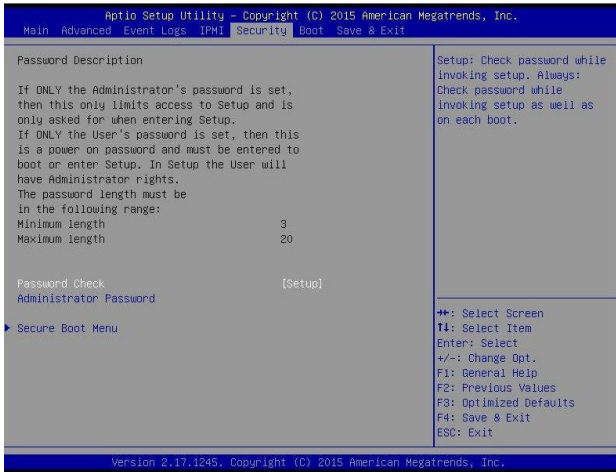 Aptio Setup Utility – Copyright (C) 2015 American Megatrends, Inc.
Main Advanced Event Logs IPMI Security Boot Save & Exit
Password Description
If ONLY the Administrator's password is set,
then this only limits access to Setup and is
only asked for when entering Setup.
If ONLY the User's password is set, then this
is a power on password and must be entered to
boot or enter Setup. In Setup the User will
have Administrator rights.
The password length must be
in the following range:
Minimum length 3
Maximum length 20
Password Check [Setup]
Administrator Password
Secure Boot Menu
Setup: Check password while
invoking setup. Always:
Check password while
invoking setup as well as
on each boot.
→←: Select Screen
↑↓: Select Item
Enter: Select
+/-: Change Opt.
F1: General Help
F2: Previous Values
F3: Optimized Defaults
F4: Save & Exit
ESC: Exit
Version 2.17.1245. Copyright (C) 2015 American Megatrends, Inc.